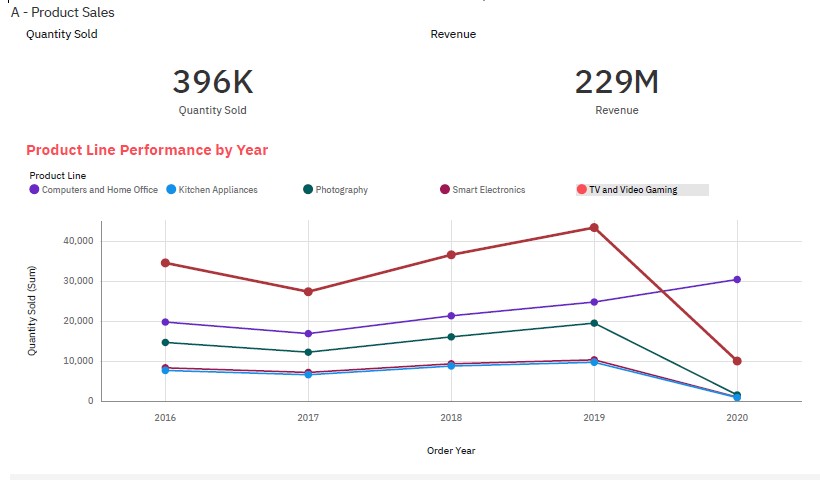 A - Product Sales
Quantity Sold
Revenue
396K
229M
Quantity Sold
Revenue
Product Line Performance by Year
Product Line
Computers and Home Office
Kitchen Appliances
Photography
Smart Electronics
TV and Video Gaming
Quantity Sold (Sum)
40,000
30,000
20,000
10,000
0
2016
2017
2018
2019
2020
Order Year